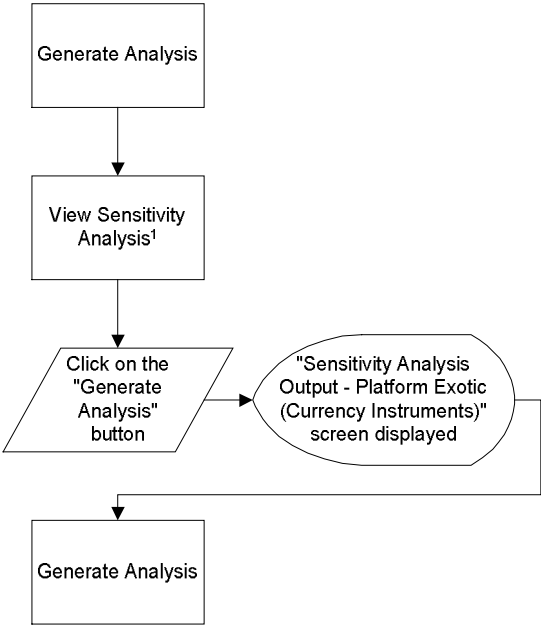 Generate Analysis
View Sensitivity
Analysis¹
Click on the
"Generate
Analysis"
button
"Sensitivity Analysis
Output - Platform Exotic
(Currency Instruments)"
screen displayed
Generate Analysis